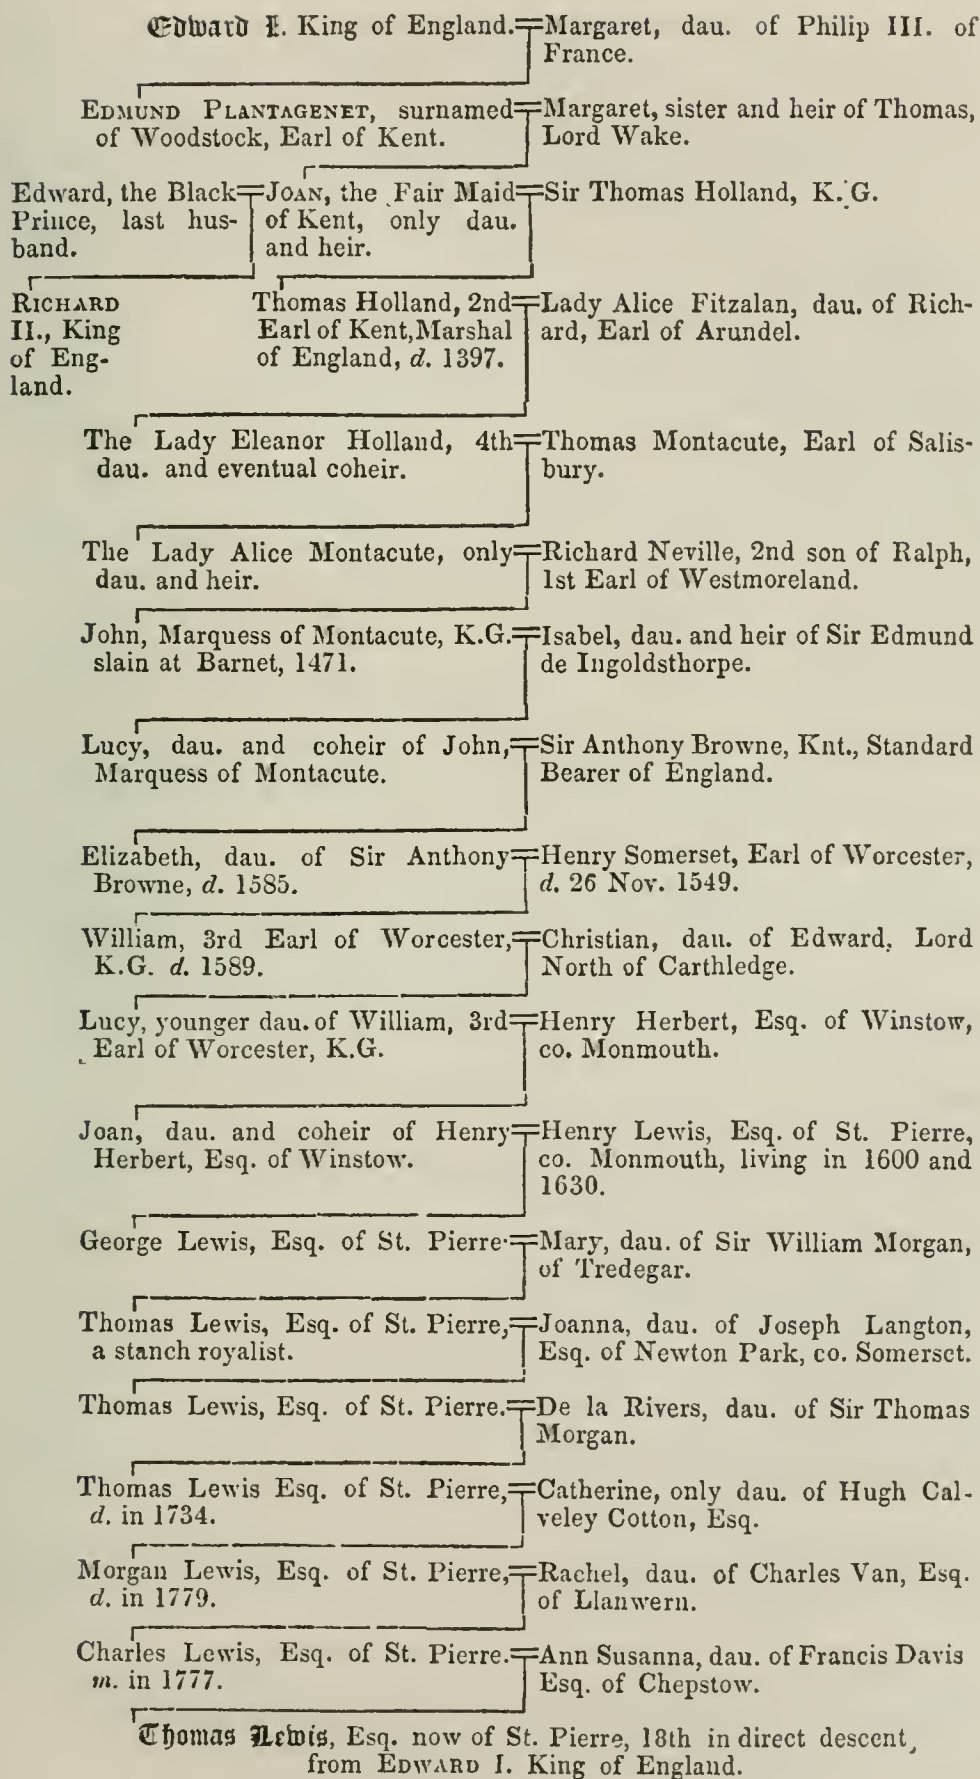 Edward I. King of England.=Margaret, dau. of Philip III. of
France.
EDMUND PLANTAGENET, surnamed=Margaret, sister and heir of Thomas,
of Woodstock, Earl of Kent. Lord Wake.
Edward, the Black=JOAN, the Fair Maid=Sir Thomas Holland, K.G.
Prince, last hus- of Kent, only dau.
band. and heir.
RICHARD Thomas Holland, 2nd=Lady Alice Fitzalan, dau. of Rich-
II., King Earl of Kent, Marshal ard, Earl of Arundel.
of Eng- of England, d. 1397.
land.
The Lady Eleanor Holland, 4th=Thomas Montacute, Earl of Salis-
dau. and eventual coheir. bury.
The Lady Alice Montacute, only=Richard Neville, 2nd son of Ralph,
dau. and heir. 1st Earl of Westmoreland.
John, Marquess of Montacute, K.G.=Isabel, dau. and heir of Sir Edmund
slain at Barnet, 1471. de Ingoldsthorpe.
Lucy, dau. and coheir of John,=Sir Anthony Browne, Knt., Standard
Marquess of Montacute. Bearer of England.
Elizabeth, dau. of Sir Anthony=Henry Somerset, Earl of Worcester,
Browne, d. 1585. d. 26 Nov. 1549.
William, 3rd Earl of Worcester,=Christian, dau. of Edward, Lord
K.G. d. 1589. North of Carthledge.
Lucy, younger dau. of William, 3rd=Henry Herbert, Esq. of Winstow,
Earl of Worcester, K.G. co. Monmouth.
Joan, dau. and coheir of Henry=Henry Lewis, Esq. of St. Pierre,
Herbert, Esq. of Winstow. co. Monmouth, living in 1600 and
1630.
George Lewis, Esq. of St. Pierre=Mary, dau. of Sir William Morgan,
of Tredegar.
Thomas Lewis, Esq. of St. Pierre,=Joanna, dau. of Joseph Langton,
a stanch royalist. Esq. of Newton Park, co. Somerset.
Thomas Lewis, Esq. of St. Pierre.=De la Rivers, dau. of Sir Thomas
Morgan.
Thomas Lewis Esq. of St. Pierre,=Catherine, only dau. of Hugh Cal-
d. in 1734. veley Cotton, Esq.
Morgan Lewis, Esq. of St. Pierre,=Rachel, dau. of Charles Van, Esq.
d. in 1779. of Llanwern.
Charles Lewis, Esq. of St. Pierre.=Ann Susanna, dau. of Francis Davis
m. in 1777. Esq. of Chepstow.
Thomas Lewis, Esq. now of St. Pierre, 18th in direct descent,
from EDWARD I. King of England.